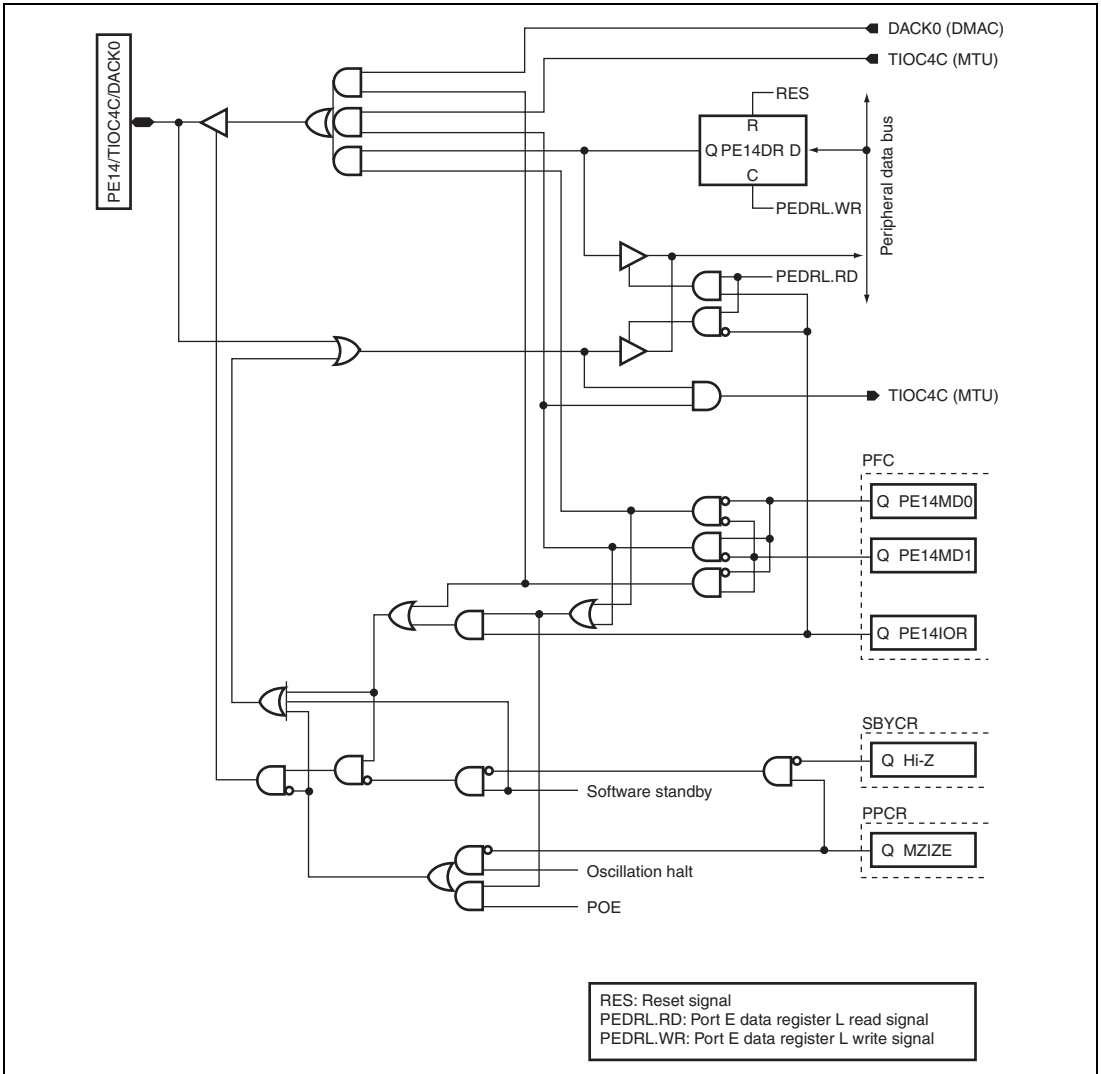 PE14/TIOC4C/DACK0
DACK0 (DMAC)
TIOC4C (MTU)
RES
R
Q PE14DR D
C
PEDRL.WR
Peripheral data bus
PEDRL.RD
TIOC4C (MTU)
PFC
Q PE14MD0
Q PE14MD1
Q PE14IOR
SBYCR
Q Hi-Z
Software standby
PPCR
Q MZIZE
Oscillation halt
POE
RES: Reset signal
PEDRL.RD: Port E data register L read signal
PEDRL.WR: Port E data register L write signal